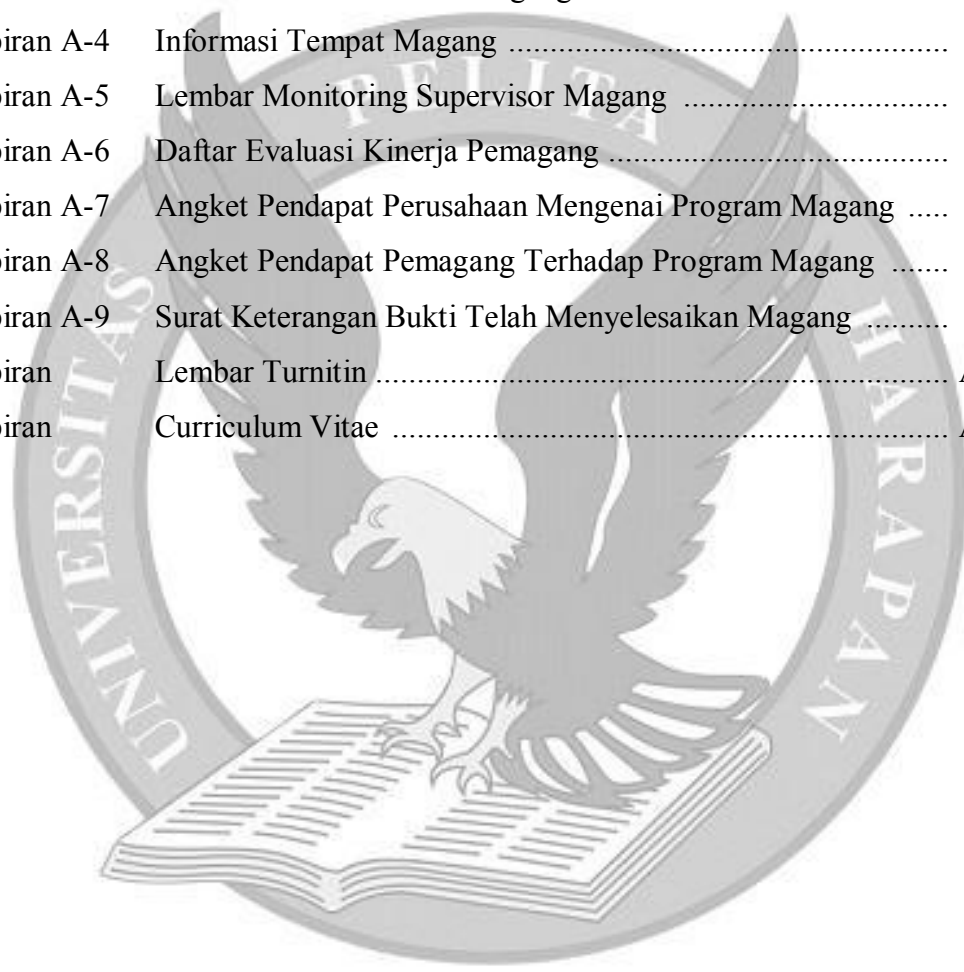 piran A-4 Informasi Tempat Magang ........................................................
piran A-5 Lembar Monitoring Supervisor Magang ..................................
piran A-6 Daftar Evaluasi Kinerja Pemagang ...........................................
piran A-7 Angket Pendapat Perusahaan Mengenai Program Magang .....
piran A-8 Angket Pendapat Pemagang Terhadap Program Magang .......
piran A-9 Surat Keterangan Bukti Telah Menyelesaikan Magang ..........
piran Lembar Turnitin .........................................................................
piran Curriculum Vitae .......................................................................
UNIVERSITAS PELITA HARAPAN